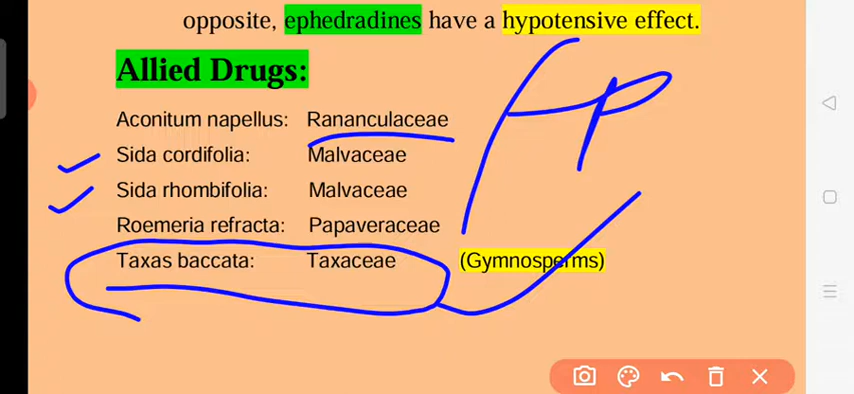 opposite, ephedradines have a hypotensive effect.
Allied Drugs:
Aconitum napellus: Rananculaceae
Sida cordifolia: Malvaceae
Sida rhombifolia: Malvaceae
Roemeria refracta: Papaveraceae
Taxas baccata: Taxaceae (Gymnosperms)